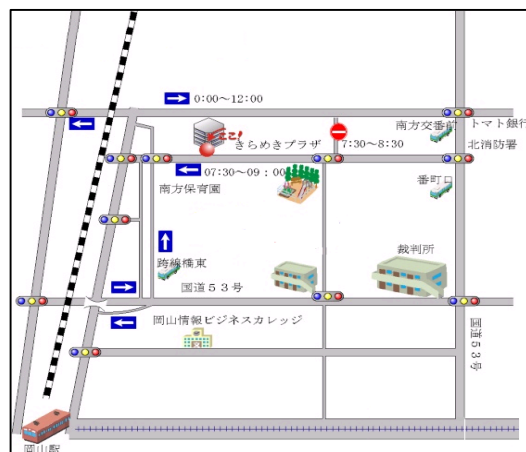 0:00～12:00
ここ!
きらめきプラザ
南方交番前
トマト銀行
7:30～8:30
北消防署
07:30～09:00
南方保育園
番町口
跨線橋東
裁判所
国道53号
岡山情報ビジネスカレッジ
国道53号
岡山駅